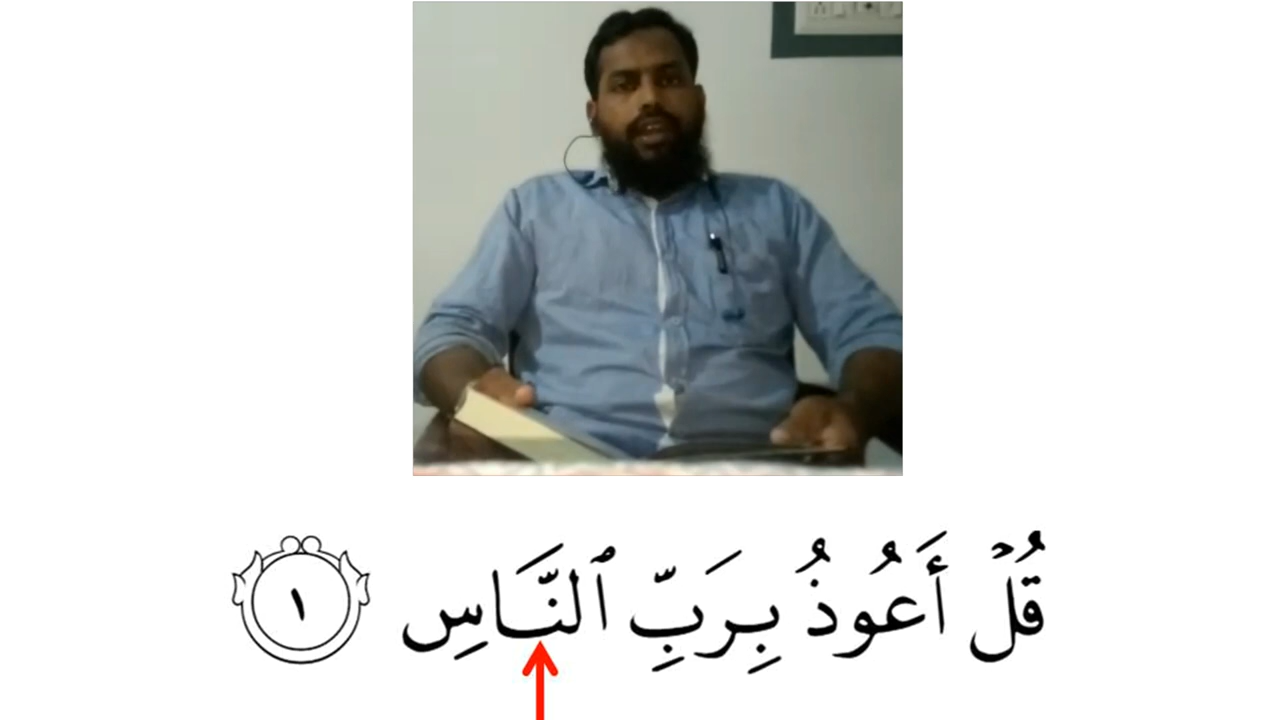 قُلۡ أَعُوذُ بِرَبِّ ٱلنَّاسِ ١